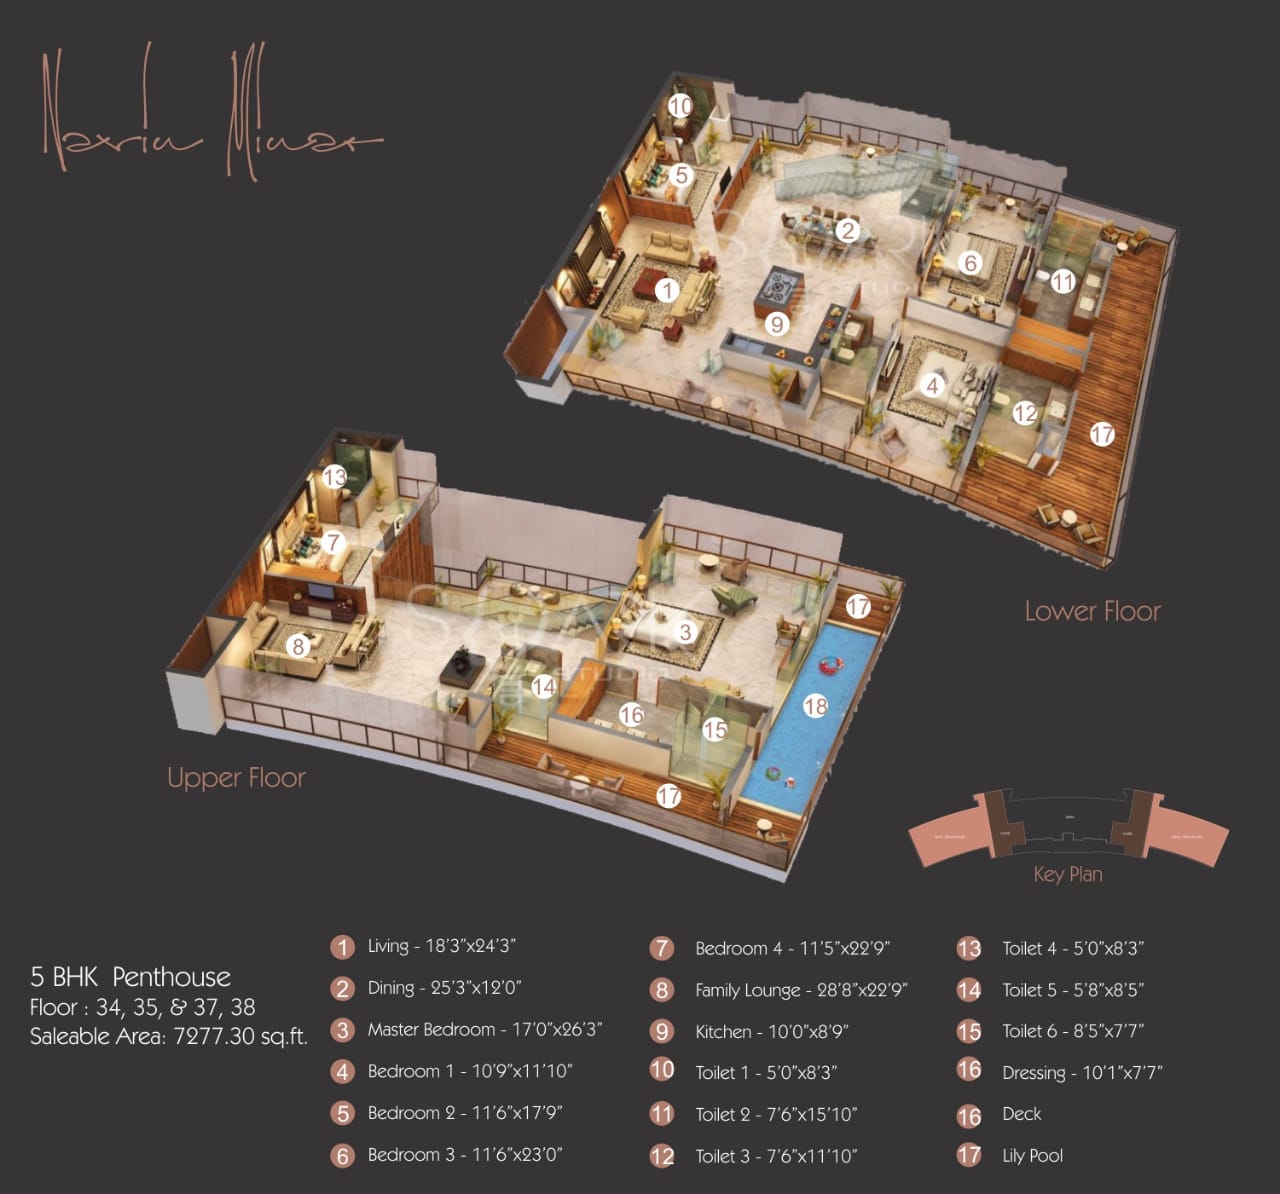 Naxrin Minar
10
5
2
6
1
11
9
4
12
17
Lower Floor
13
7
8
3
14
16
15
17
18
17
Upper Floor
SAVVIC
STUDIO
Key Plan
5 BHK Penthouse
Floor : 34, 35, & 37, 38
Saleable Area: 7277.30 sq.ft.
1 Living - 18'3"x24'3"
2 Dining - 25'3"x12'0"
3 Master Bedroom - 17'0"x26'3"
4 Bedroom 1 - 10'9"x11'10"
5 Bedroom 2 - 11'6"x17'9"
6 Bedroom 3 - 11'6"x23'0"
7 Bedroom 4 - 11'5"x22'9"
8 Family Lounge - 28'8"x22'9"
9 Kitchen - 10'0"x8'9"
10 Toilet 1 - 5'0"x8'3"
11 Toilet 2 - 7'6"x15'10"
12 Toilet 3 - 7'6"x11'10"
13 Toilet 4 - 5'0"x8'3"
14 Toilet 5 - 5'8"x8'5"
15 Toilet 6 - 8'5"x7'7"
16 Dressing - 10'1"x7'7"
16 Deck
17 Lily Pool